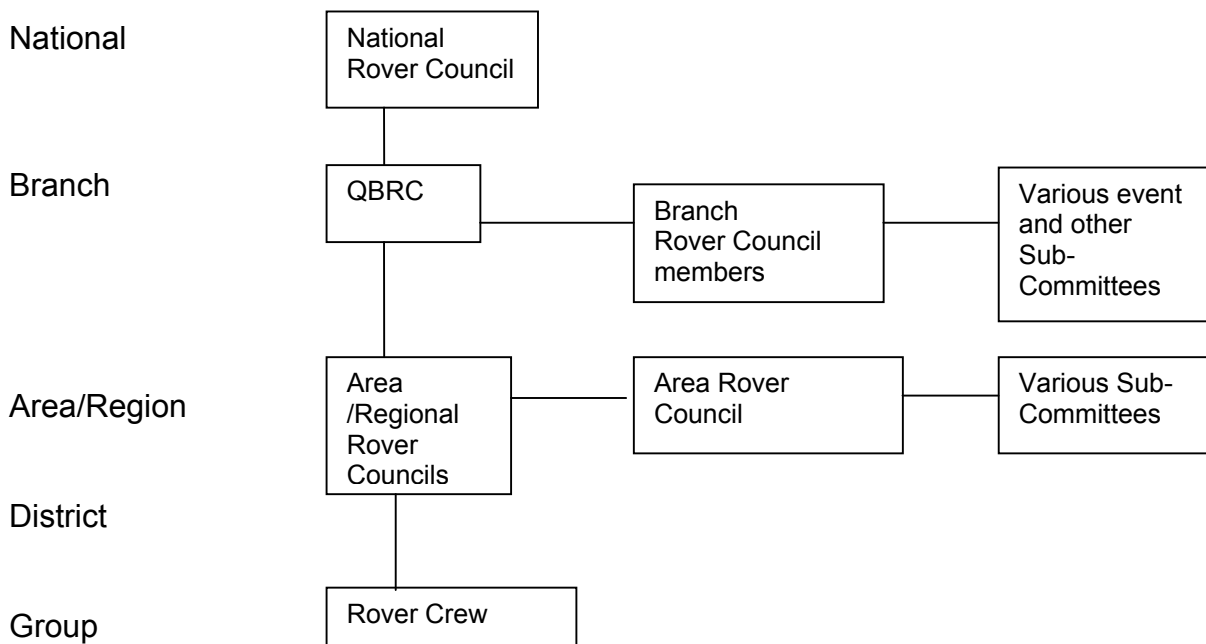 National
National
Rover Council
Branch
QBRC
Branch
Rover Council
members
Various event
and other
Sub-
Committees
Area/Region
Area
/Regional
Rover
Councils
Area Rover
Council
Various Sub-
Committees
District
Group
Rover Crew